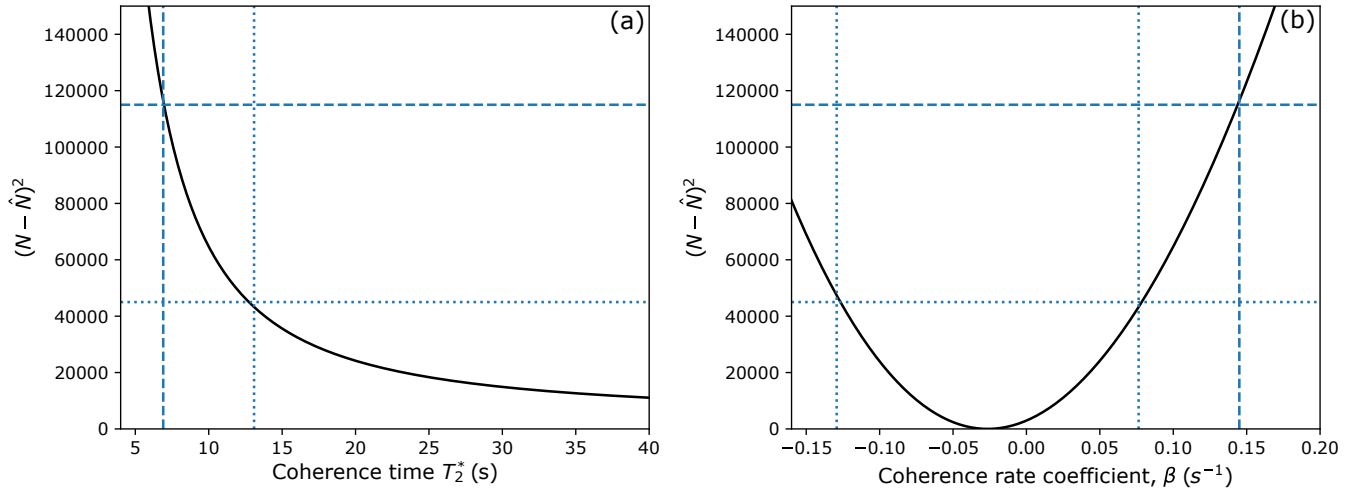 (a)
(N − N̂)²
140000
120000
100000
80000
60000
40000
20000
0
5 10 15 20 25 30 35 40
Coherence time T₂* (s)
(b)
(N − N̂)²
140000
120000
100000
80000
60000
40000
20000
0
−0.15 −0.10 −0.05 0.00 0.05 0.10 0.15 0.20
Coherence rate coefficient, β (s⁻¹)